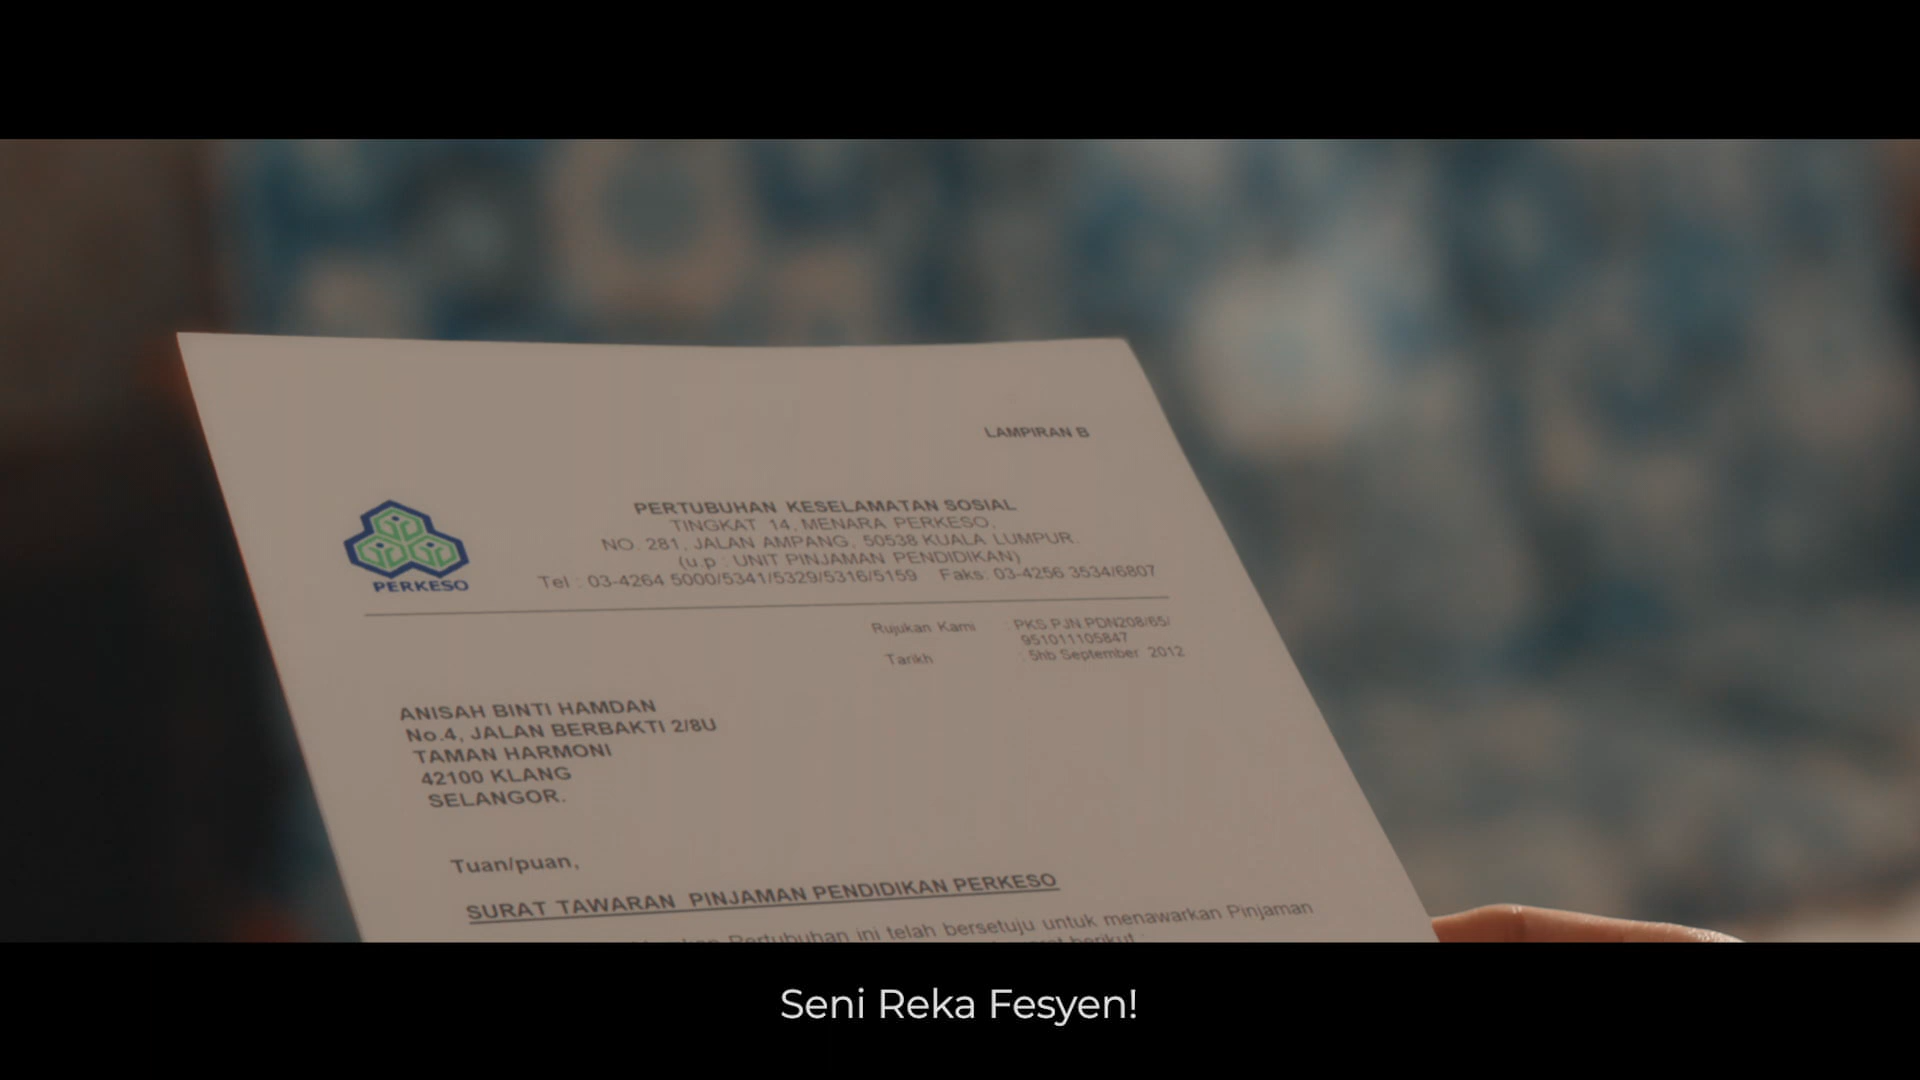 LAMPIRAN B
PERKESO
PERTUBUHAN KESELAMATAN SOSIAL
TINGKAT 14, MENARA PERKESO,
NO. 281, JALAN AMPANG, 50538 KUALA LUMPUR.
(u.p : UNIT PINJAMAN PENDIDIKAN)
Tel : 03-4264 5000/5341/5329/5316/5159 Faks: 03-4256 3534/6807
Rujukan Kami : PKS.PJN.PDN208/65/
951011105847
Tarikh : 5hb September 2012
ANISAH BINTI HAMDAN
No.4, JALAN BERBAKTI 2/8U
TAMAN HARMONI
42100 KLANG
SELANGOR.
Tuan/puan,
SURAT TAWARAN PINJAMAN PENDIDIKAN PERKESO
Pertubuhan ini telah bersetuju untuk menawarkan Pinjaman
berikut
Seni Reka Fesyen!